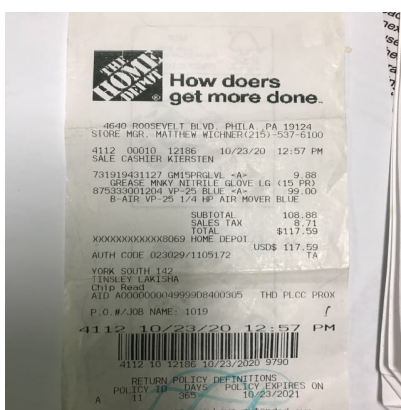 THE
HOME
DEPOT
How doers
get more done.
4640 ROOSEVELT BLVD. PHILA, PA 19124
STORE MGR. MATTHEW WICHNER(215)-537-6100
4112 00010 12186 10/23/20 12:57 PM
SALE CASHIER KIERSTEN
731919431127 GM15PRGLVL <A> 9.88
GREASE MNKY NITRILE GLOVE LG (15 PR)
875333001204 VP-25 BLUE <A> 99.00
B-AIR VP-25 1/4 HP AIR MOVER BLUE
SUBTOTAL 108.88
SALES TAX 8.71
TOTAL $117.59
XXXXXXXXXXXX8069 HOME DEPOT
USD$ 117.59
AUTH CODE 023029/1105172 TA
YORK SOUTH 142
TINSLEY LAKISHA
Chip Read
AID A0000000049999D8400305 THD PLCC PROX
P.O.#/JOB NAME: 1019
4112 10/23/20 12:57 PM
4112 10 12186 10/23/2020 9790
RETURN POLICY DEFINITIONS
POLICY ID DAYS POLICY EXPIRES ON
A 11 365 10/23/2021